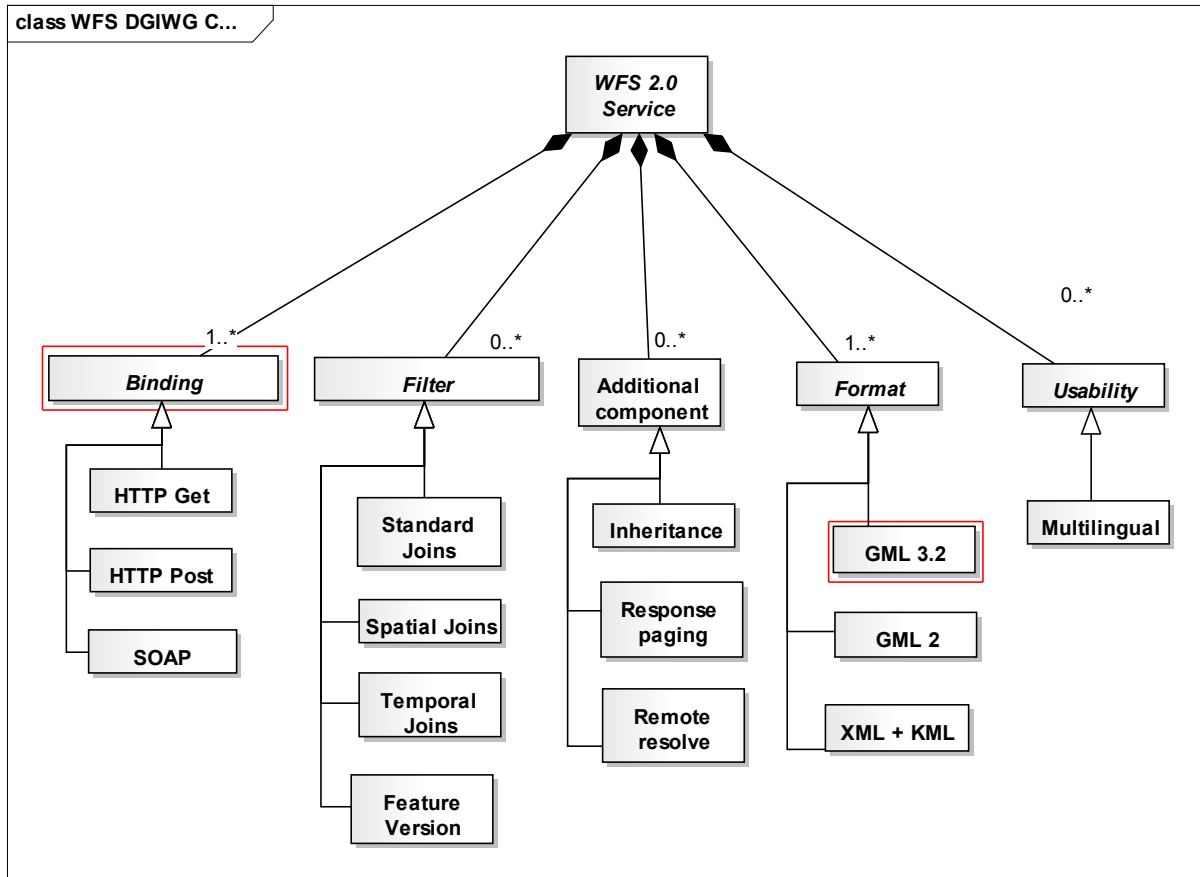 class WFS DGIWG C...
WFS 2.0
Service
1..*
0..*
0..*
1..*
0..*
Binding
Filter
Additional
component
Format
Usability
HTTP Get
HTTP Post
SOAP
Standard
Joins
Spatial Joins
Temporal
Joins
Feature
Version
Inheritance
Response
paging
Remote
resolve
GML 3.2
GML 2
XML + KML
Multilingual